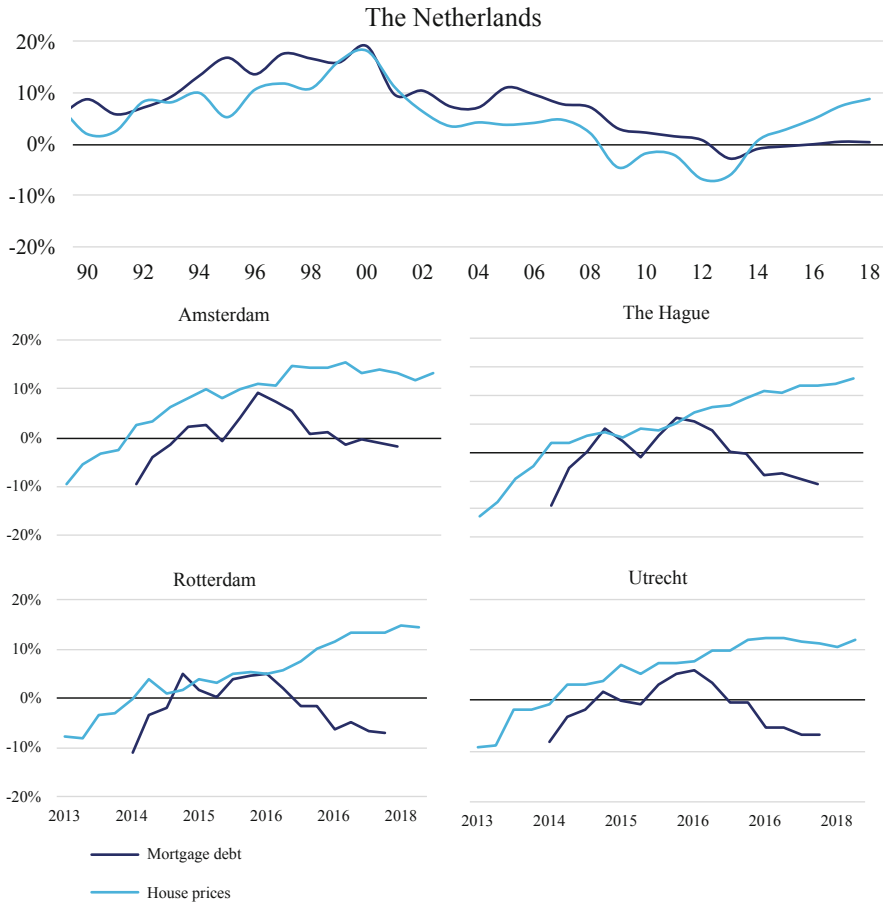 The Netherlands
20%
10%
0%
-10%
-20%
90 92 94 96 98 00 02 04 06 08 10 12 14 16 18
Amsterdam
20%
10%
0%
-10%
-20%
The Hague
Rotterdam
20%
10%
0%
-10%
-20%
2013 2014 2015 2016 2016 2018
Utrecht
2013 2014 2015 2016 2016 2018
Mortgage debt
House prices